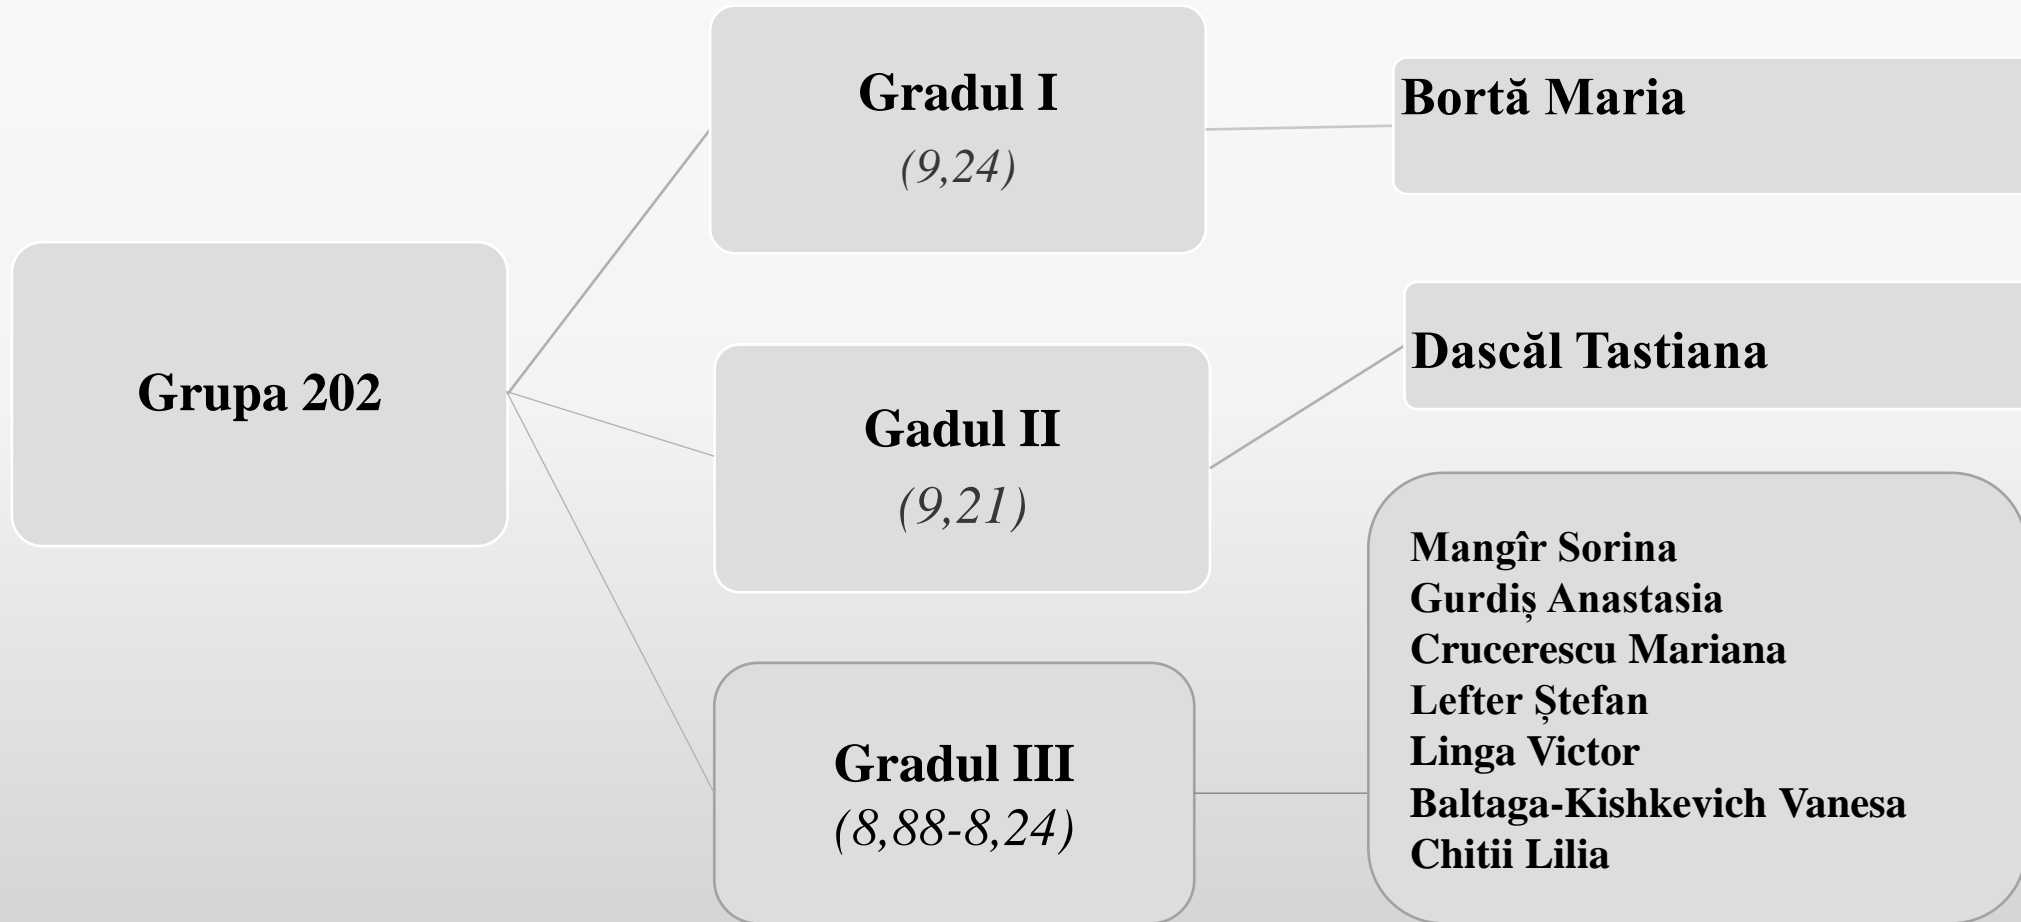 Grupa 202
Gradul I
(9,24)
Bortă Maria
Gadul II
(9,21)
Dascăl Tastiana
Gradul III
(8,88-8,24)
Mangîr Sorina
Gurdiș Anastasia
Crucerescu Mariana
Lefter Ștefan
Linga Victor
Baltaga-Kishkevich Vanesa
Chitii Lilia